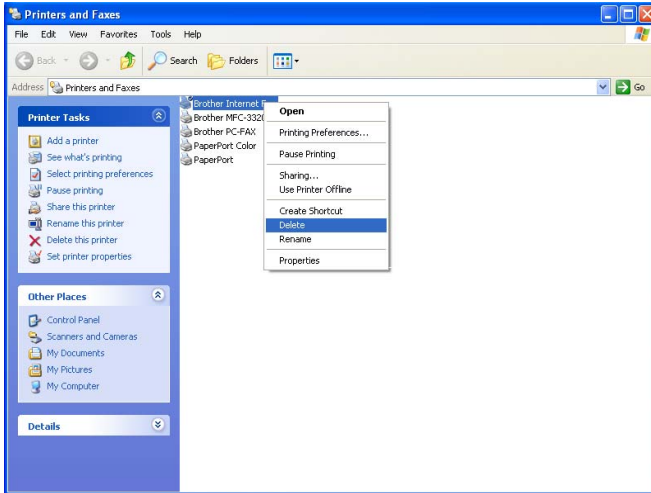 Printers and Faxes
File Edit View Favorites Tools Help
Back Search Folders
Address Printers and Faxes Go
Printer Tasks
Add a printer
See what's printing
Select printing preferences
Pause printing
Share this printer
Rename this printer
Delete this printer
Set printer properties
Other Places
Control Panel
Scanners and Cameras
My Documents
My Pictures
My Computer
Details
Brother Internet F
Brother MFC-3320
Brother PC-FAX
PaperPort Color
PaperPort
Open
Printing Preferences...
Pause Printing
Sharing...
Use Printer Offline
Create Shortcut
Delete
Rename
Properties